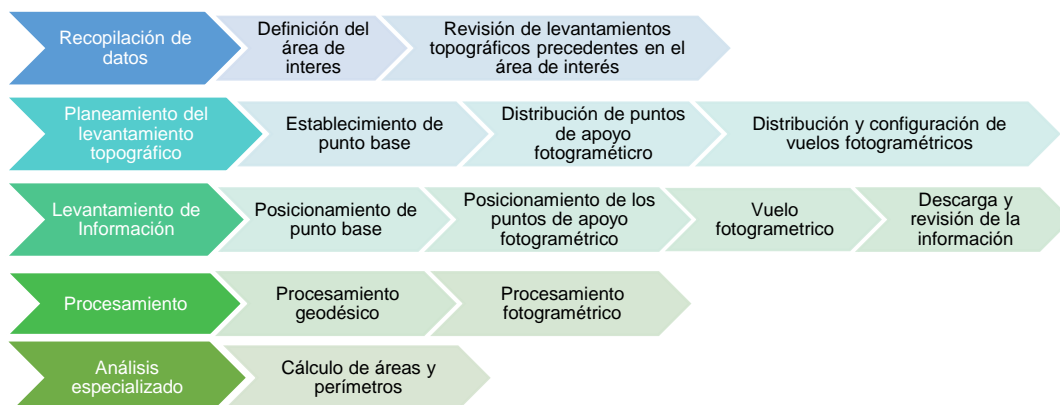 Recopilación de
datos
Definición del
área de
interes
Revisión de levantamientos
topográficos precedentes en el
área de interés
Planeamiento del
levantamiento
topográfico
Establecimiento de
punto base
Distribución de puntos
de apoyo
fotograméticro
Distribución y configuración de
vuelos fotogramétricos
Levantamiento de
Información
Posicionamiento de
punto base
Posicionamiento de los
puntos de apoyo
fotogramétrico
Vuelo
fotogrametrico
Descarga y
revisión de la
información
Procesamiento
Procesamiento
geodésico
Procesamiento
fotogramétrico
Análisis
especializado
Cálculo de áreas y
perímetros